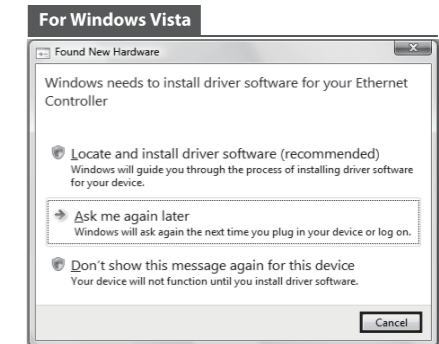 For Windows Vista
Found New Hardware
Windows needs to install driver software for your Ethernet
Controller
Locate and install driver software (recommended)
Windows will guide you through the process of installing driver software
for your device.
Ask me again later
Windows will ask again the next time you plug in your device or log on.
Don't show this message again for this device
Your device will not function until you install driver software.
Cancel